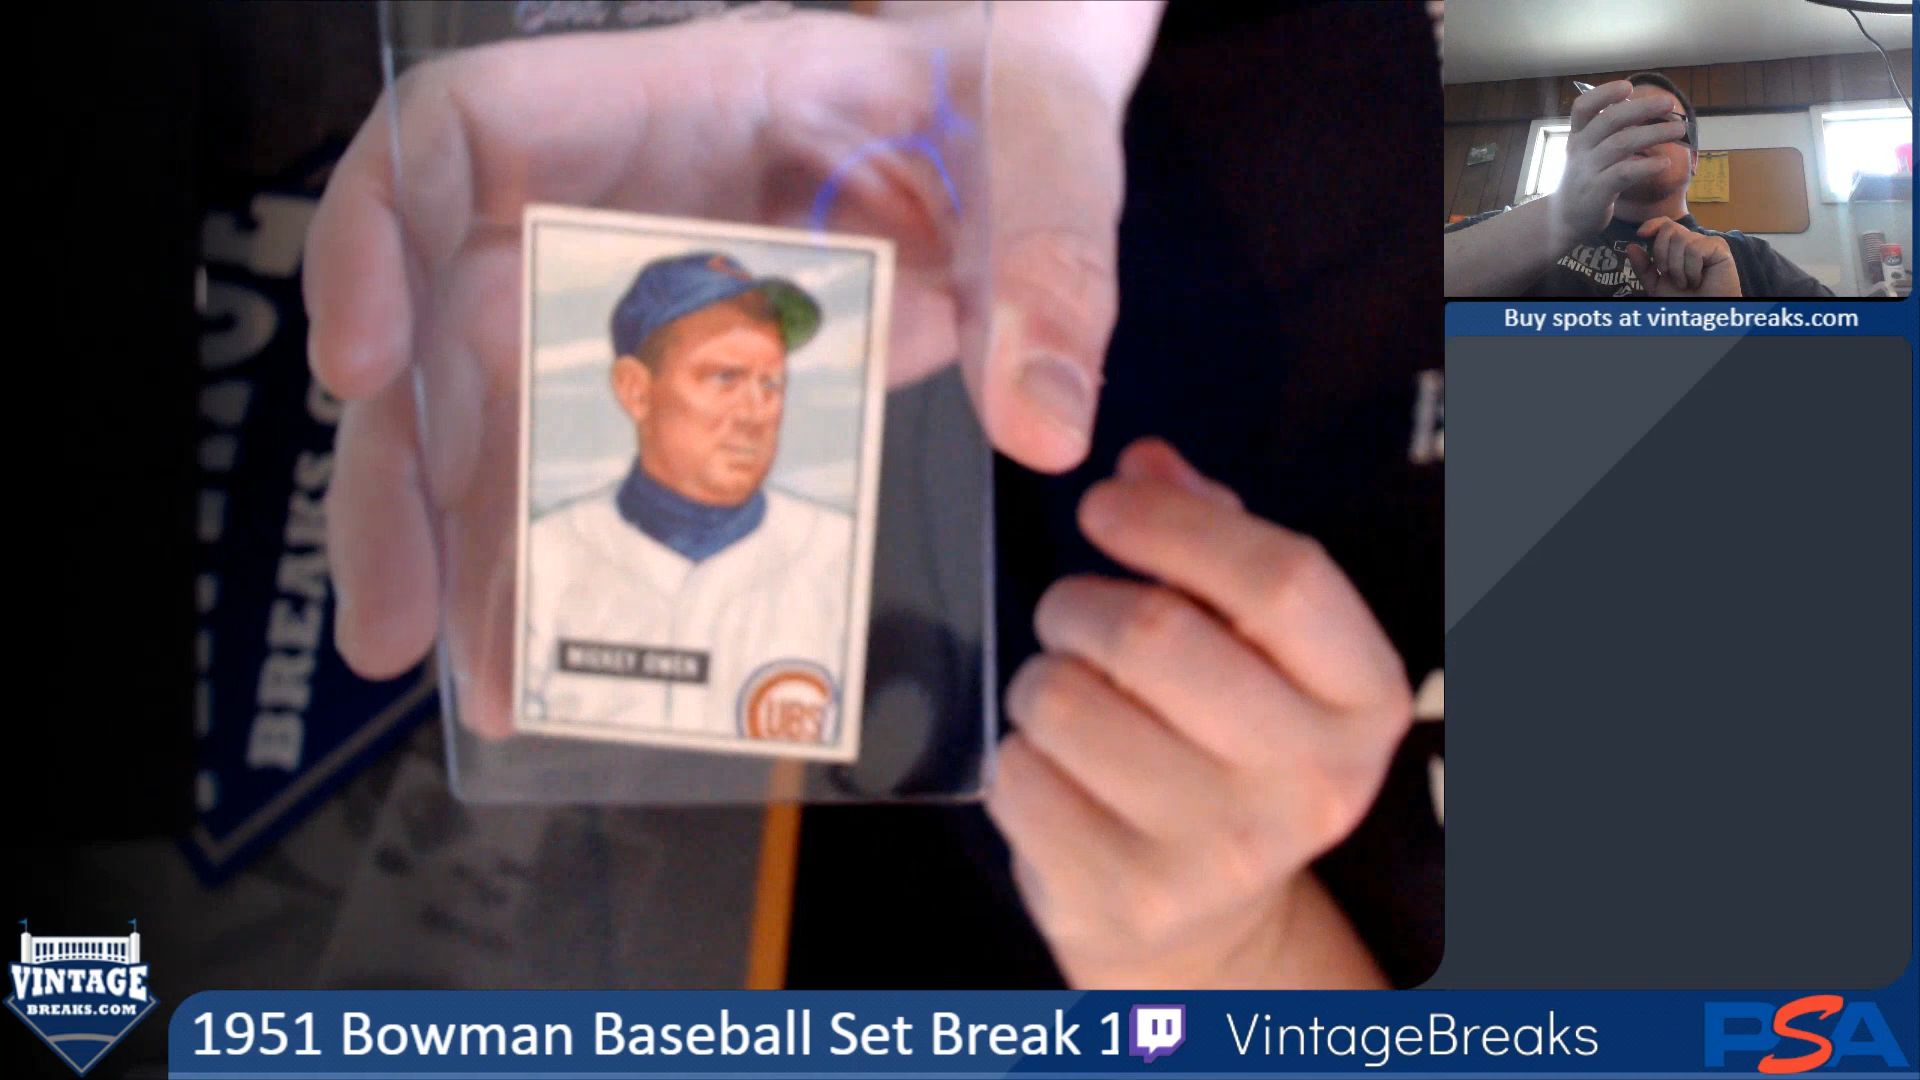 Buy spots at vintagebreaks.com
BREAKS
MICKEY OWEN
CUBS
VINTAGE
BREAKS.COM
1951 Bowman Baseball Set Break 1
VintageBreaks
PSA